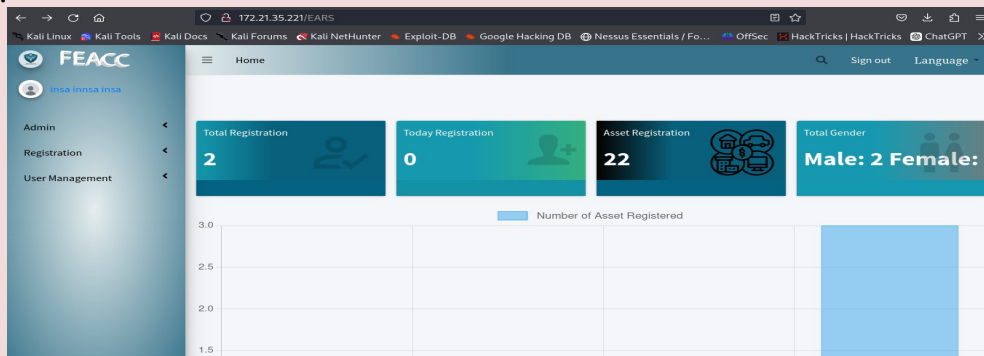 172.21.35.221/EARS
Kali Linux Kali Tools Kali Docs Kali Forums Kali NetHunter Exploit-DB Google Hacking DB Nessus Essentials / Fo... OffSec HackTricks | HackTricks ChatGPT
FEACC
Home
Sign out
Language
insa innsa insa
Admin
Registration
User Management
Total Registration
2
Today Registration
0
Asset Registration
22
Total Gender
Male: 2 Female:
Number of Asset Registered
3.0
2.5
2.0
1.5